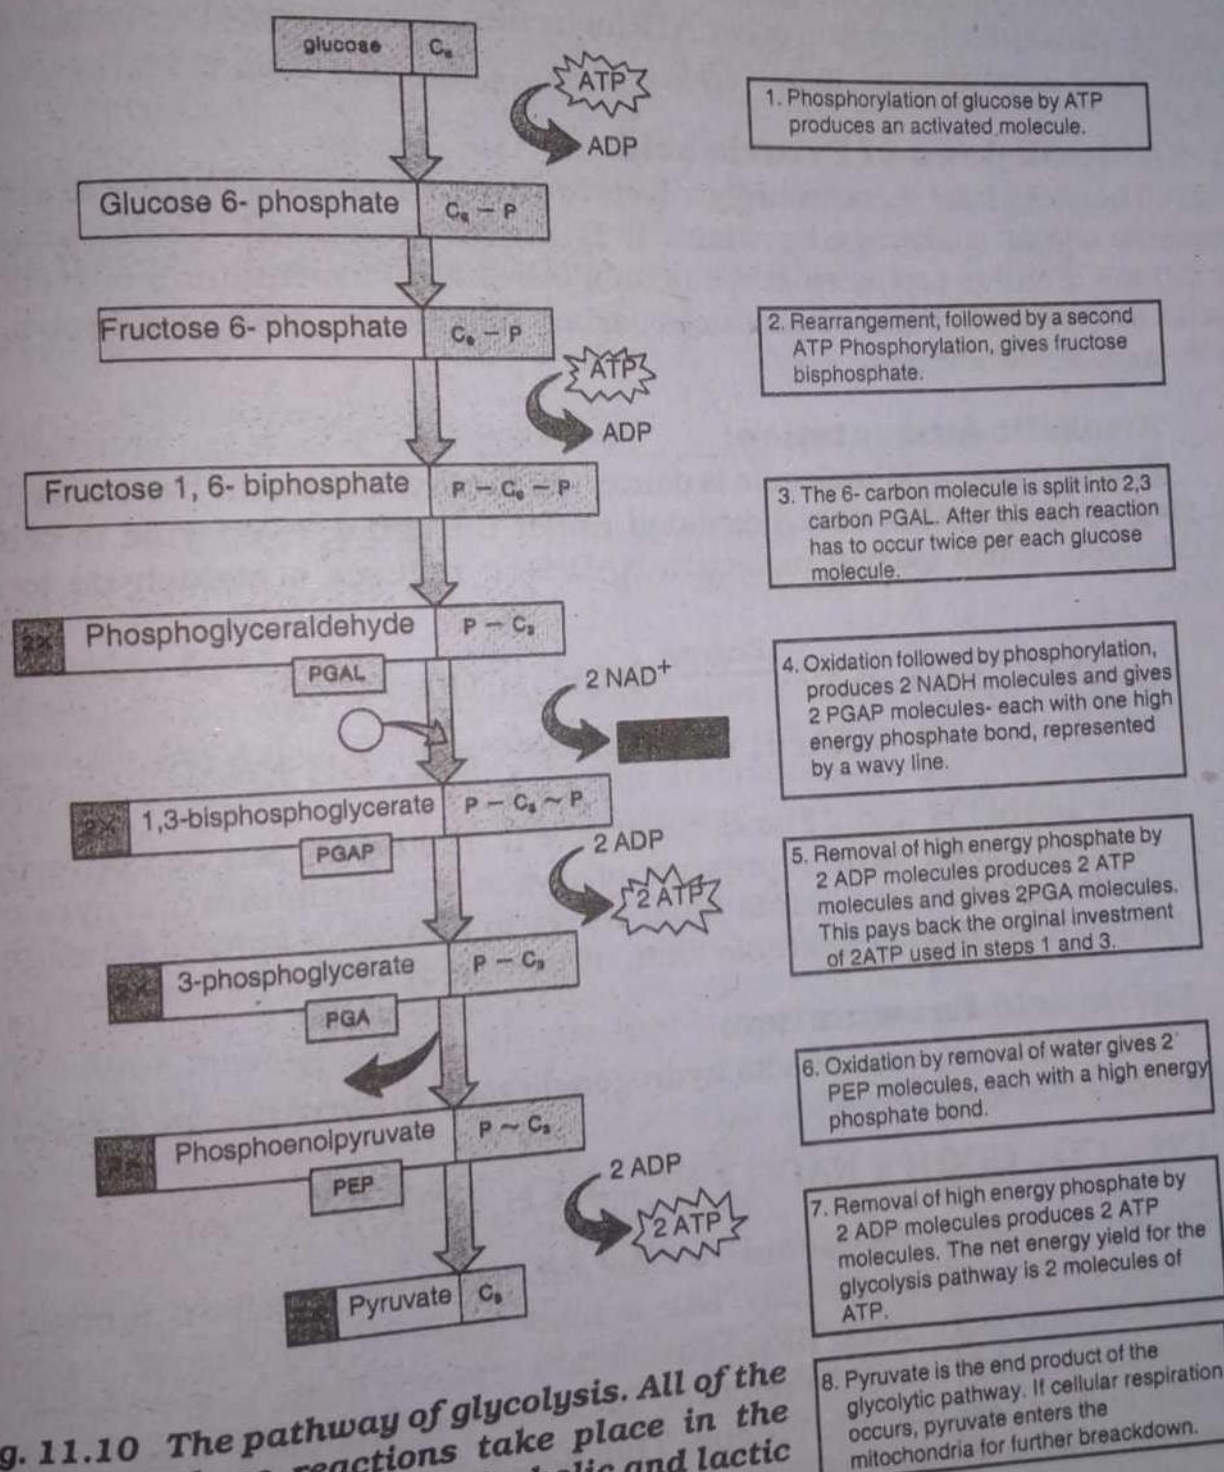 glucose C₆
ATP
ADP
1. Phosphorylation of glucose by ATP
produces an activated molecule.
Glucose 6- phosphate C₆ – P
Fructose 6- phosphate C₆ – P
2. Rearrangement, followed by a second
ATP Phosphorylation, gives fructose
bisphosphate.
ATP
ADP
Fructose 1, 6- biphosphate P – C₆ – P
3. The 6- carbon molecule is split into 2,3
carbon PGAL. After this each reaction
has to occur twice per each glucose
molecule.
2X Phosphoglyceraldehyde P – C₃
PGAL
2 NAD+
4. Oxidation followed by phosphorylation,
produces 2 NADH molecules and gives
2 PGAP molecules- each with one high
energy phosphate bond, represented
by a wavy line.
2X 1,3-bisphosphoglycerate P – C₃ ~ P
PGAP
2 ADP
2 ATP
5. Removal of high energy phosphate by
2 ADP molecules produces 2 ATP
molecules and gives 2PGA molecules.
This pays back the orginal investment
of 2ATP used in steps 1 and 3.
2X 3-phosphoglycerate P – C₃
PGA
6. Oxidation by removal of water gives 2
PEP molecules, each with a high energy
phosphate bond.
2X Phosphoenolpyruvate P ~ C₃
PEP
2 ADP
2 ATP
7. Removal of high energy phosphate by
2 ADP molecules produces 2 ATP
molecules. The net energy yield for the
glycolysis pathway is 2 molecules of
ATP.
Pyruvate C₃
8. Pyruvate is the end product of the
glycolytic pathway. If cellular respiration
occurs, pyruvate enters the
mitochondria for further breackdown.
g. 11.10 The pathway of glycolysis. All of the
reactions take place in the
and lactic